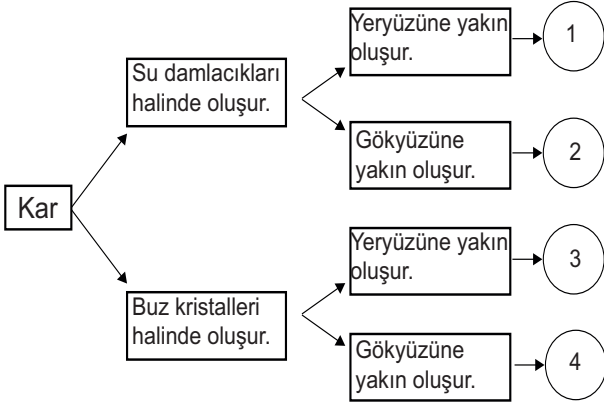 Kar
Su damlacıkları
halinde oluşur.
Yeryüzüne yakın
oluşur.
1
Gökyüzüne
yakın oluşur.
2
Buz kristalleri
halinde oluşur.
Yeryüzüne yakın
oluşur.
3
Gökyüzüne
yakın oluşur.
4